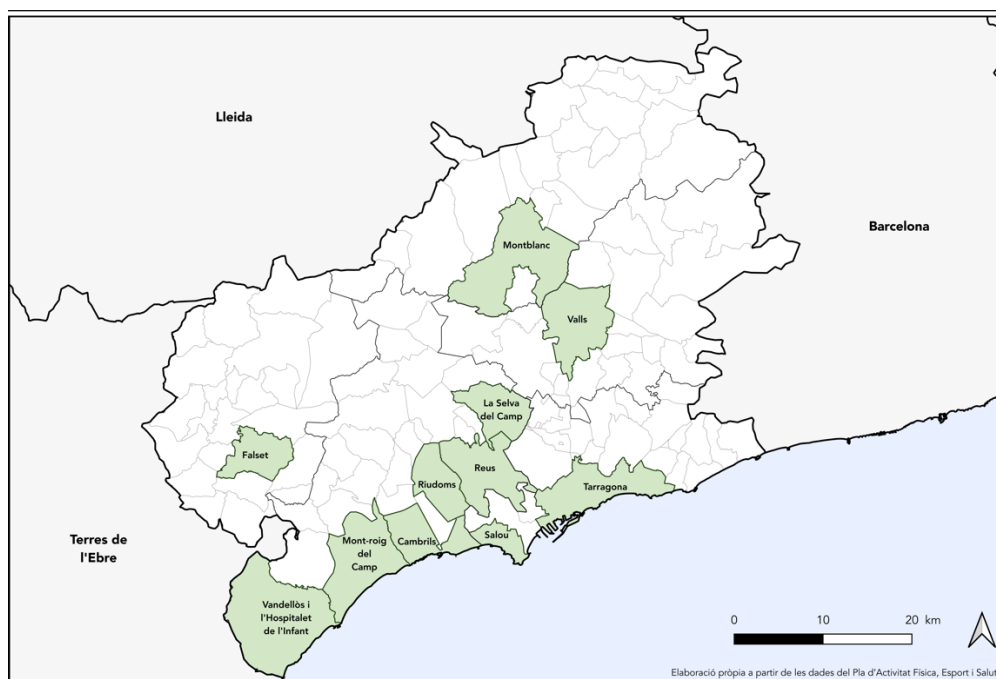 Lleida
Barcelona
Montblanc
Valls
La Selva
del Camp
Falset
Reus
Riudoms
Tarragona
Salou
Cambrils
Mont-roig
del
Camp
Terres de
l'Ebre
Vandellòs i
l'Hospitalet
de l'Infant
0 10 20 km
Elaboració pròpia a partir de les dades del Pla d'Activitat Física, Esport i Salut